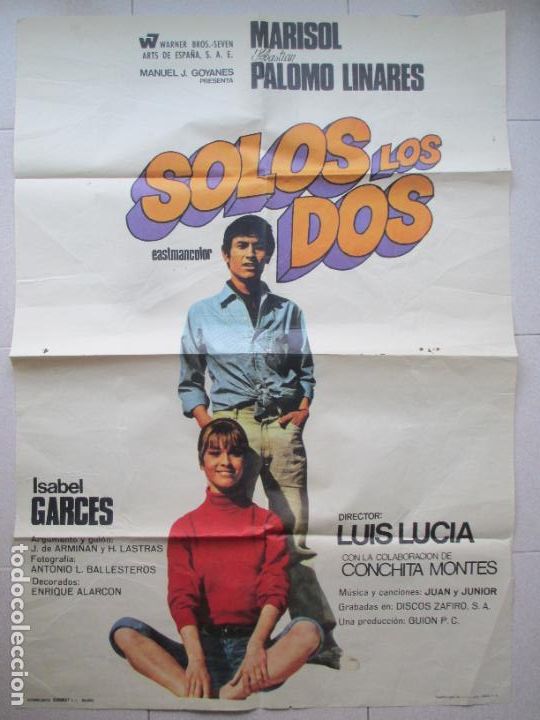 WARNER BROS.-SEVEN
ARTS DE ESPAÑA, S. A. E.
MANUEL J. GOYANES
PRESENTA
MARISOL
Sebastian
PALOMO LINARES
SOLOS LOS
DOS
eastmancolor
Isabel
GARCES
Argumento y guión:
J. de ARMIÑAN y H. LASTRAS
Fotografía:
ANTONIO L. BALLESTEROS
Decorados:
ENRIQUE ALARCON
DIRECTOR:
LUIS LUCIA
CON LA COLABORACION DE
CONCHITA MONTES
Música y canciones: JUAN y JUNIOR
Grabadas en: DISCOS ZAFIRO. S. A.
Una producción: GUION P. C.
todocoleccion.net